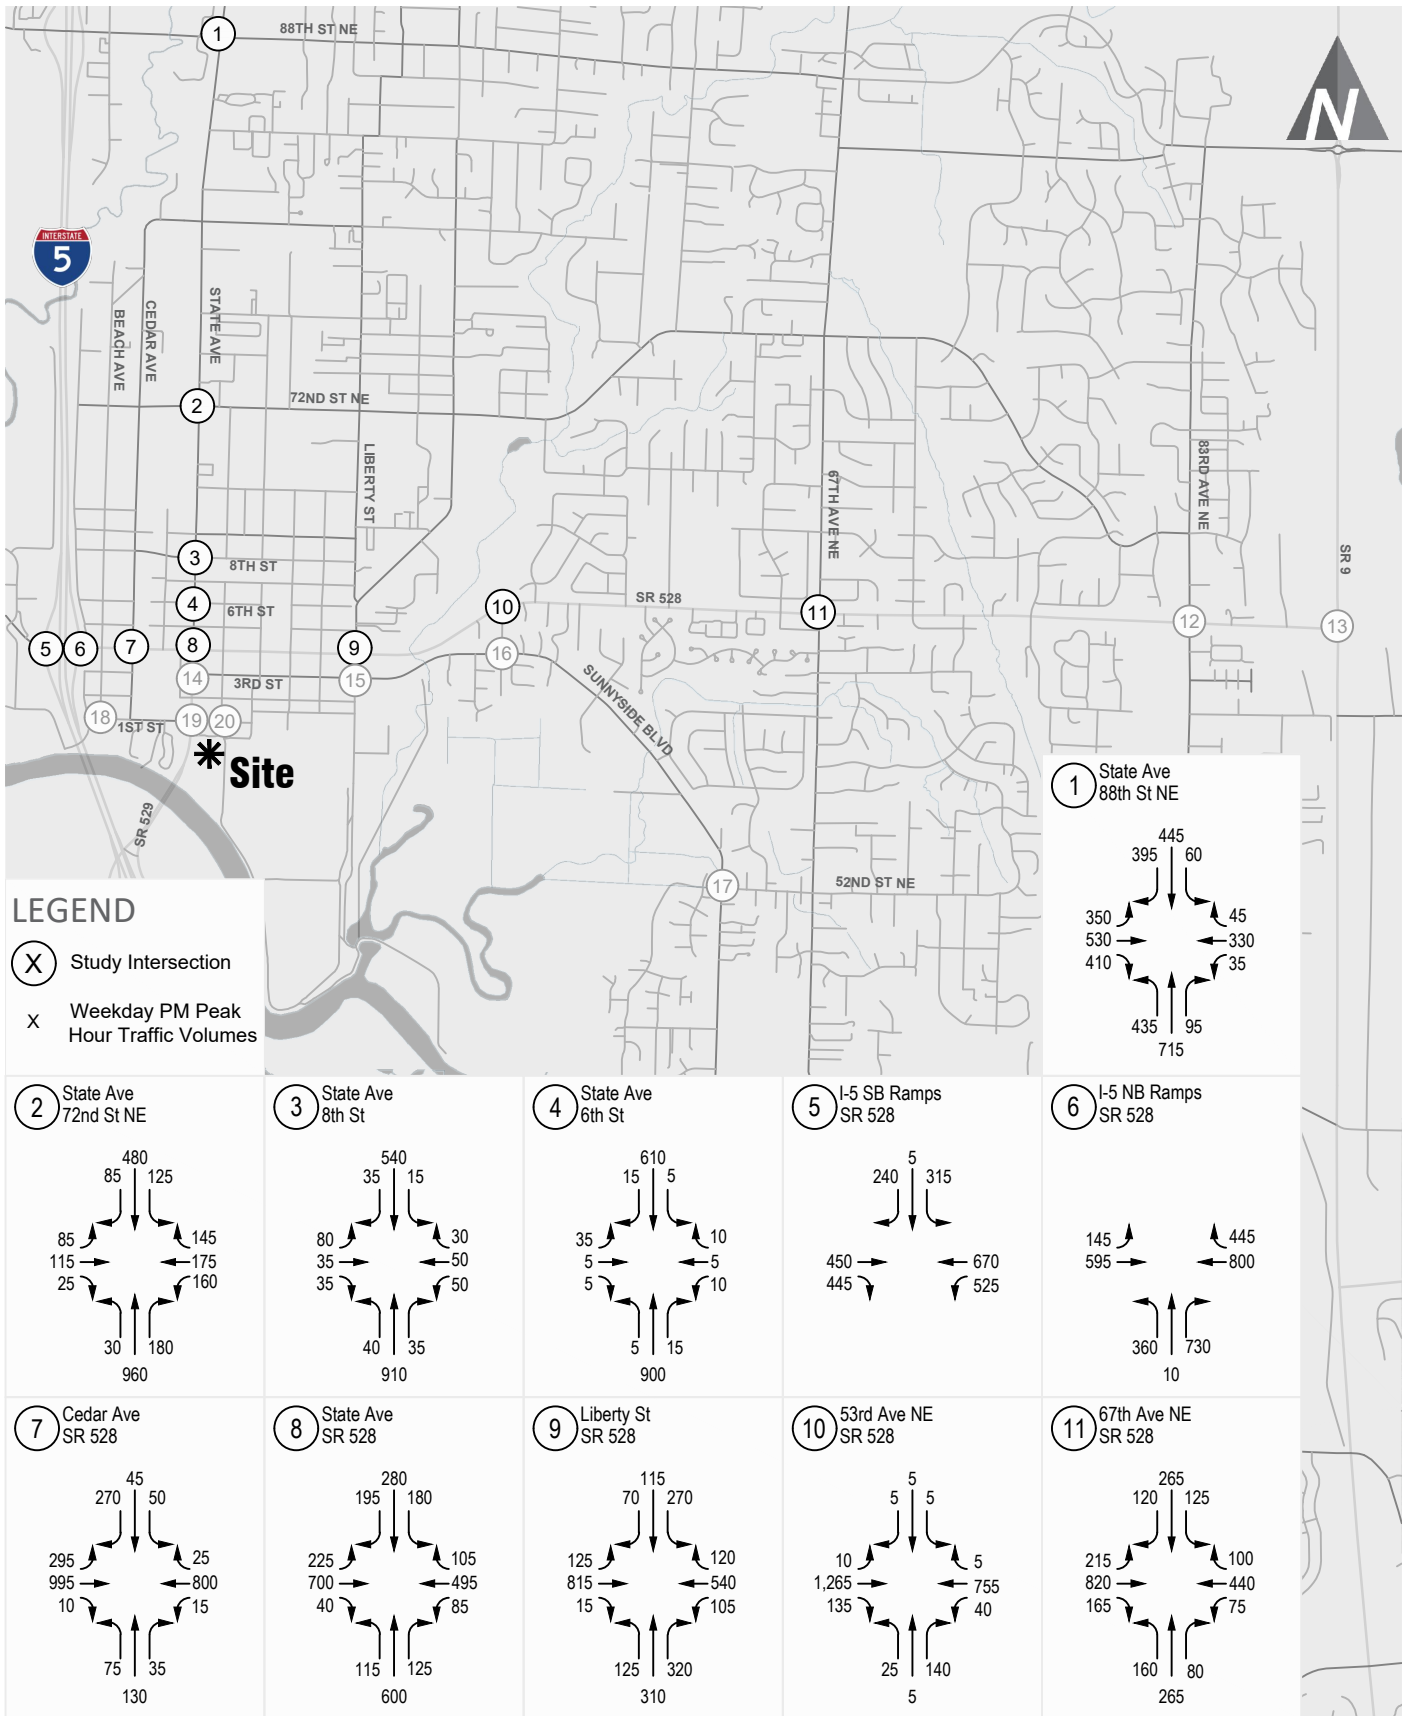 1
88TH ST NE
N
INTERSTATE
5
BEACH AVE
CEDAR AVE
STATE AVE
2
72ND ST NE
LIBERTY ST
67TH AVE NE
83RD AVE NE
SR 9
3
8TH ST
4
6TH ST
10
SR 528
11
12
13
5
6
7
8
9
16
14
3RD ST
15
SUNNYSIDE BLVD
18
1ST ST
19
20
Site
SR 529
17
52ND ST NE
LEGEND
X Study Intersection
X Weekday PM Peak
Hour Traffic Volumes
1 State Ave
88th St NE
445
395 60
350 45
530 330
410 35
435 95
715
2 State Ave
72nd St NE
480
85 125
85 145
115 175
25 160
30 180
960
3 State Ave
8th St
540
35 15
80 30
35 50
35 50
40 35
910
4 State Ave
6th St
610
15 5
35 10
5 5
5 10
5 15
900
5 I-5 SB Ramps
SR 528
5
240 315
450 670
445 525
6 I-5 NB Ramps
SR 528
145 445
595 800
360 730
10
7 Cedar Ave
SR 528
45
270 50
295 25
995 800
10 15
75 35
130
8 State Ave
SR 528
280
195 180
225 105
700 495
40 85
115 125
600
9 Liberty St
SR 528
115
70 270
125 120
815 540
15 105
125 320
310
10 53rd Ave NE
SR 528
5
5 5
10 5
1,265 755
135 40
25 140
5
11 67th Ave NE
SR 528
265
120 125
215 100
820 440
165 75
160 80
265